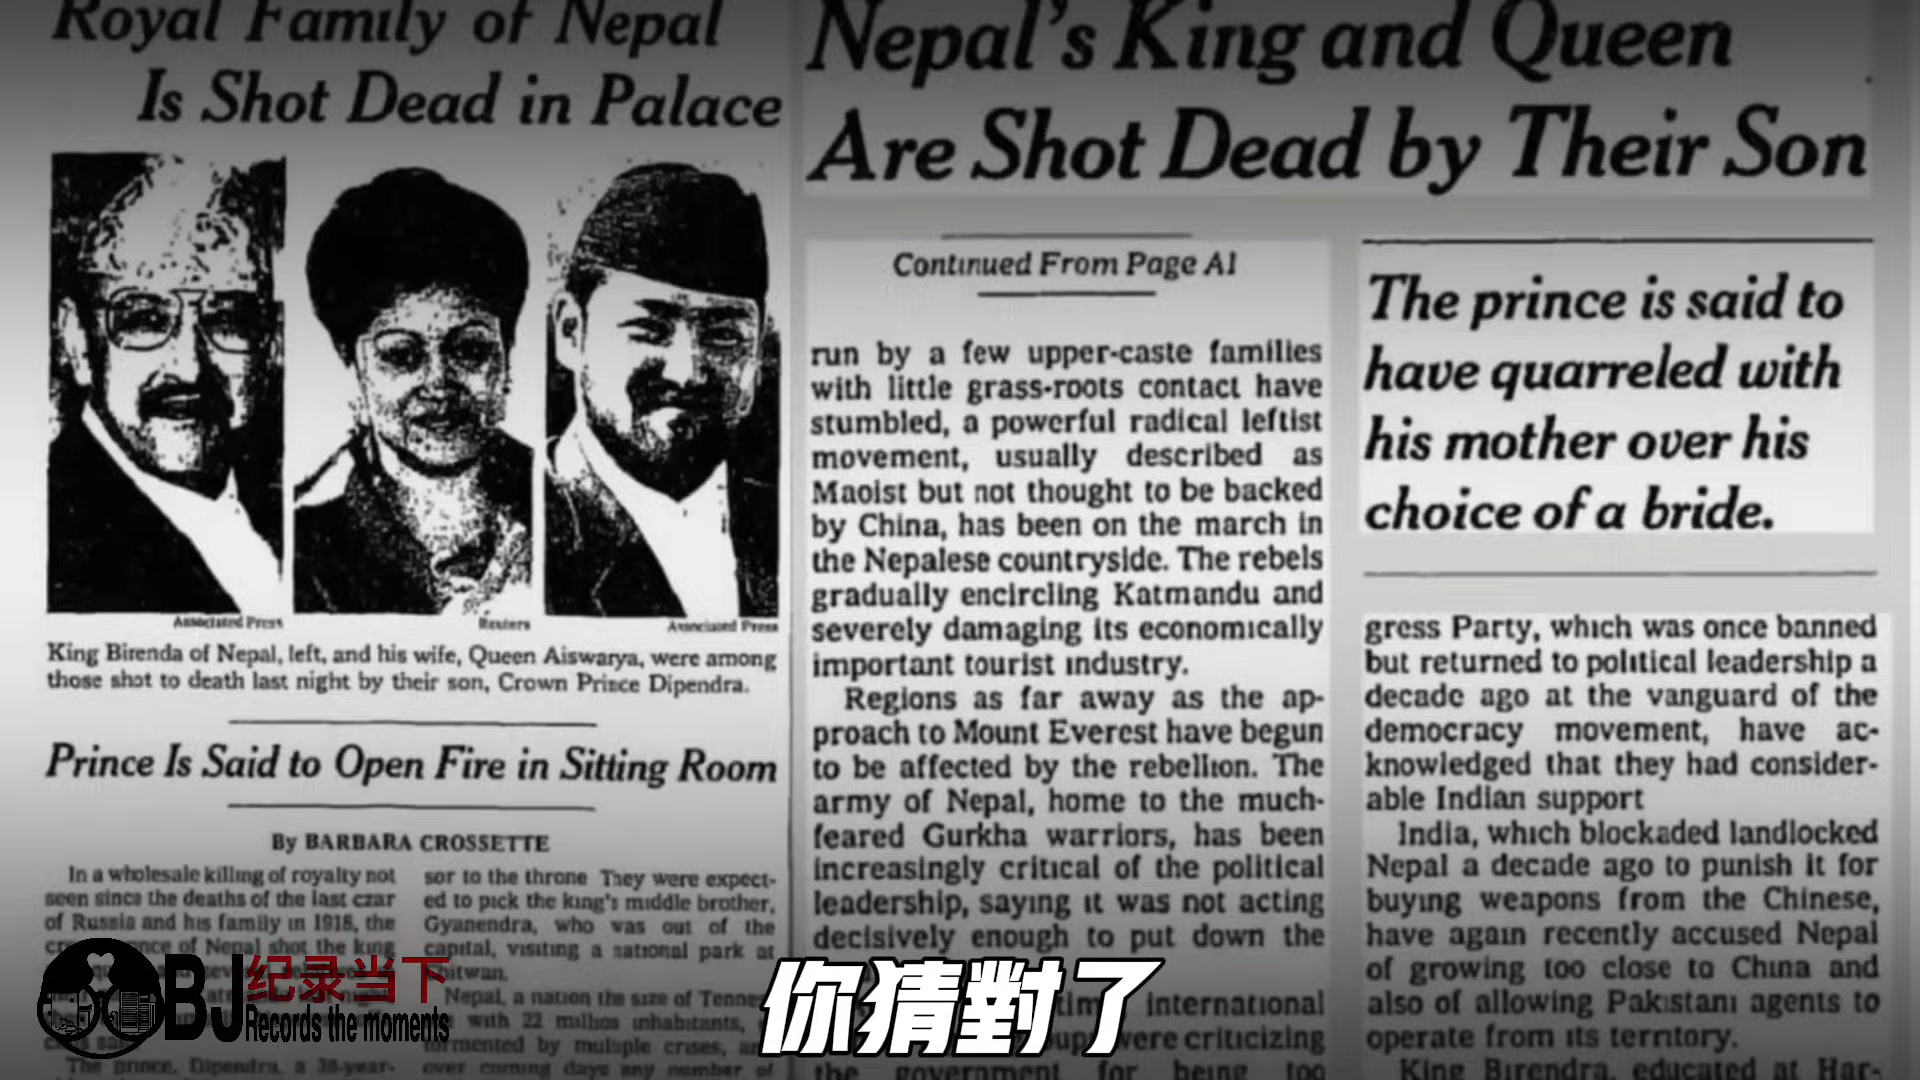 Royal Family of Nepal
Is Shot Dead in Palace
Associated Press
Reuters
Associated Press
King Birenda of Nepal, left, and his wife, Queen Aiswarya, were among
those shot to death last night by their son, Crown Prince Dipendra.
Prince Is Said to Open Fire in Sitting Room
By BARBARA CROSSETTE
In a wholesale killing of royalty not
seen since the deaths of the last czar
of Russia and his family in 1918, the
of Nepal shot the king
The prince, Dipendra, a 30-year-
sor to the throne They were expect-
ed to pick the king's middle brother,
Gyanendra, who was out of the
capital, visiting a national park at
Chitwan.
Nepal, a nation the size of Tennes-
with 22 million inhabitants,
tormented by multiple crises,
over coming days any number of
Nepal's King and Queen
Are Shot Dead by Their Son
Continued From Page A1
run by a few upper-caste families
with little grass-roots contact have
stumbled, a powerful radical leftist
movement, usually described as
Maoist but not thought to be backed
by China, has been on the march in
the Nepalese countryside. The rebels
gradually encircling Katmandu and
severely damaging its economically
important tourist industry.
Regions as far away as the ap-
proach to Mount Everest have begun
to be affected by the rebellion. The
army of Nepal, home to the much-
feared Gurkha warriors, has been
increasingly critical of the political
leadership, saying it was not acting
decisively enough to put down the
international
were criticizing
the government for being too
The prince is said to
have quarreled with
his mother over his
choice of a bride.
gress Party, which was once banned
but returned to political leadership a
decade ago at the vanguard of the
democracy movement, have ac-
knowledged that they had consider-
able Indian support
India, which blockaded landlocked
Nepal a decade ago to punish it for
buying weapons from the Chinese,
have again recently accused Nepal
of growing too close to China and
also of allowing Pakistani agents to
operate from its territory.
King Birendra, educated at Har-
BJ纪录当下
Records the moments
你猜對了